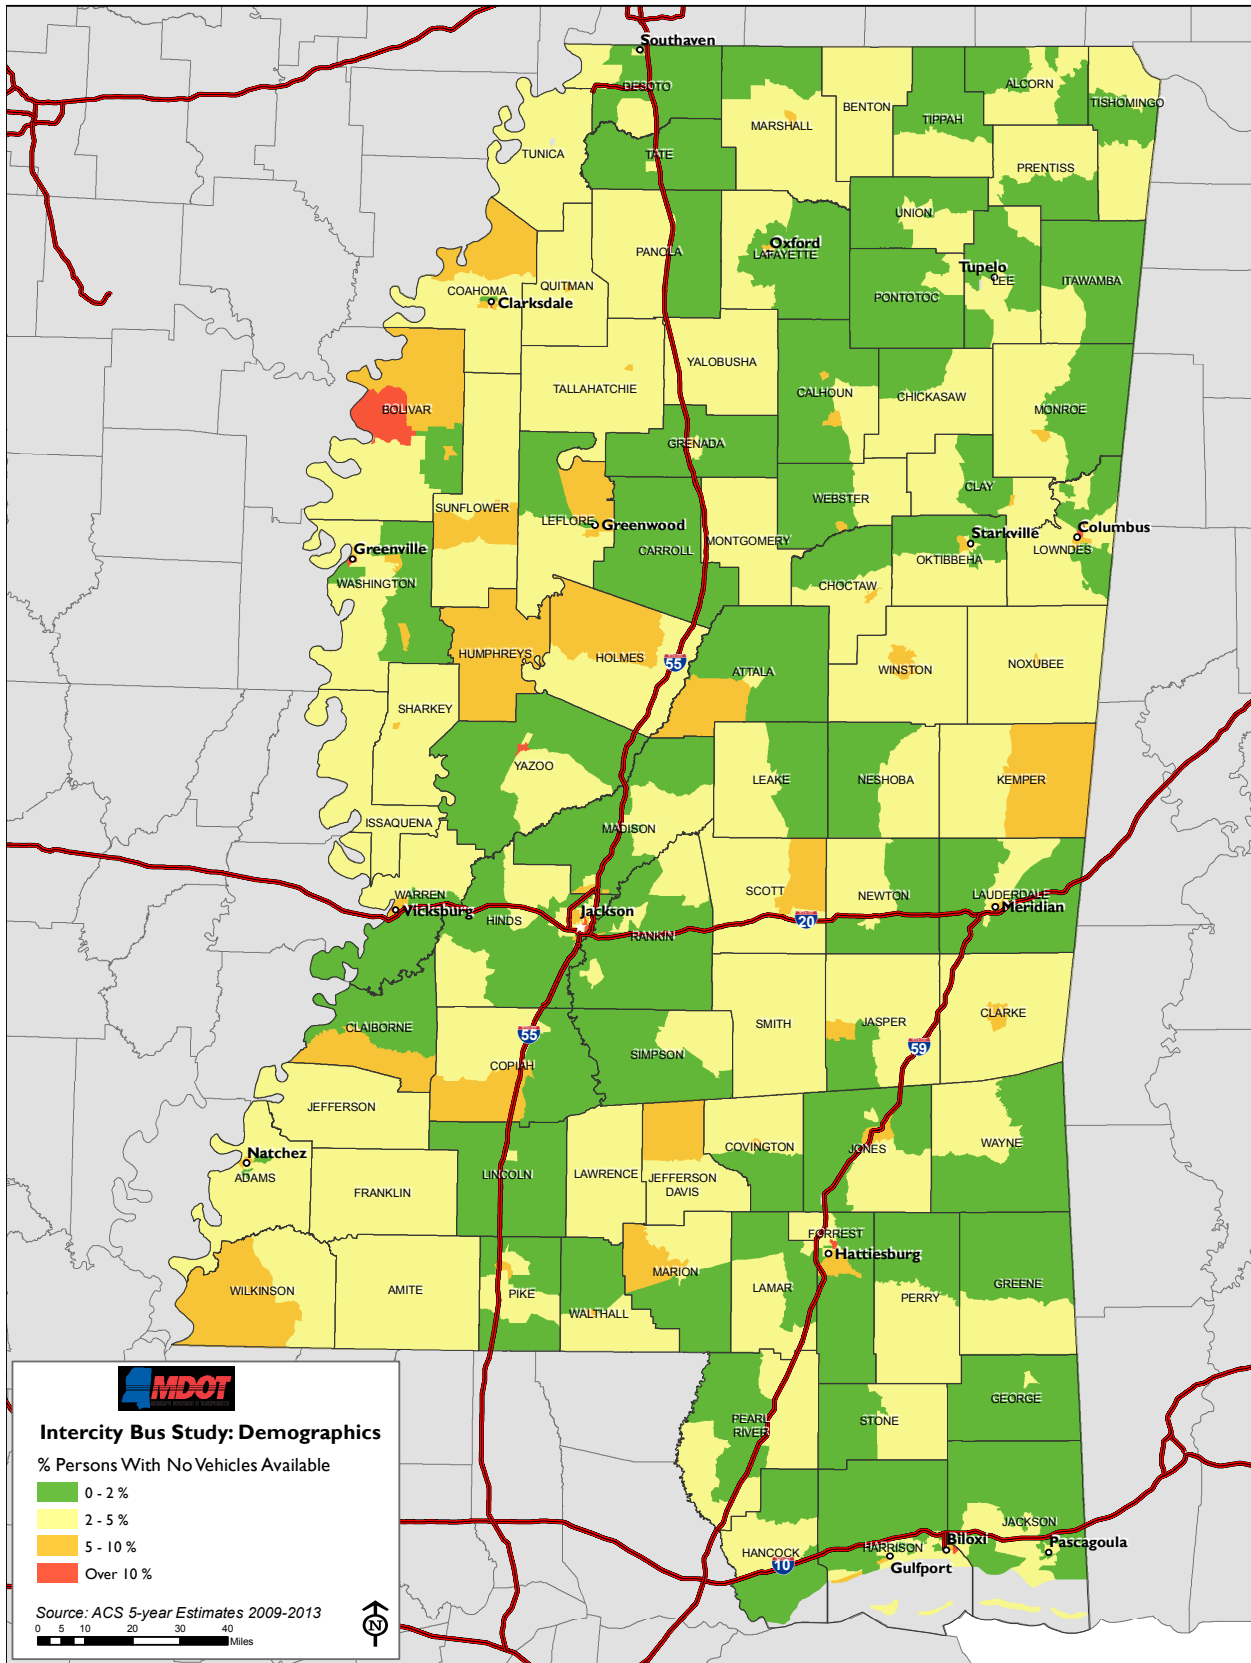 Southaven
DESOTO
ALCORN
TISHOMINGO
BENTON
TIPPAH
MARSHALL
TUNICA
TATE
PRENTISS
UNION
Oxford
LAFAYETTE
PANOLA
Tupelo
LEE
ITAWAMBA
COAHOMA
QUITMAN
Clarksdale
PONTOTOC
YALOBUSHA
TALLAHATCHIE
CALHOUN
CHICKASAW
BOLIVAR
MONROE
GRENADA
CLAY
WEBSTER
SUNFLOWER
LEFLORE
Greenwood
Columbus
Starkville
LOWNDES
MONTGOMERY
CARROLL
OKTIBBEHA
Greenville
WASHINGTON
CHOCTAW
HUMPHREYS
HOLMES
55
ATTALA
WINSTON
NOXUBEE
SHARKEY
YAZOO
LEAKE
NESHOBA
KEMPER
ISSAQUENA
MADISON
WARREN
Vicksburg
HINDS
Jackson
RANKIN
SCOTT
20
NEWTON
LAUDERDALE
Meridian
CLAIBORNE
55
COPIAH
SIMPSON
SMITH
JASPER
59
CLARKE
JEFFERSON
Natchez
ADAMS
FRANKLIN
LINCOLN
LAWRENCE
JEFFERSON
DAVIS
COVINGTON
JONES
WAYNE
WILKINSON
AMITE
PIKE
WALTHALL
MARION
LAMAR
FORREST
Hattiesburg
PERRY
GREENE
PEARL
RIVER
STONE
GEORGE
HANCOCK
10
HARRISON
Gulfport
Biloxi
JACKSON
Pascagoula
MDOT
Intercity Bus Study: Demographics
% Persons With No Vehicles Available
0 - 2 %
2 - 5 %
5 - 10 %
Over 10 %
Source: ACS 5-year Estimates 2009-2013
0 5 10 20 30 40
Miles
N